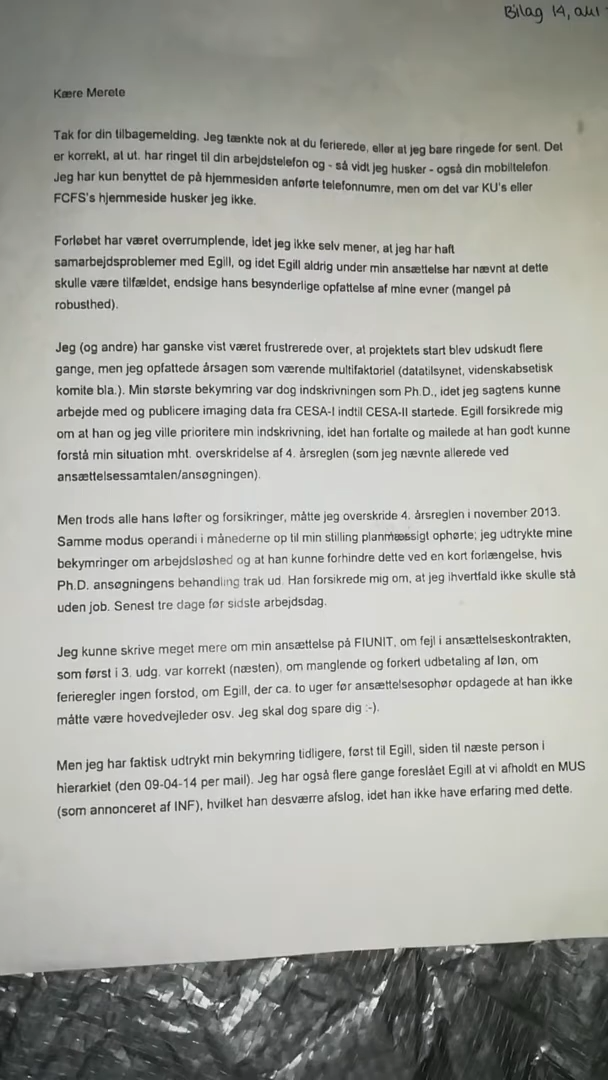 Bilag 14, aul
Kære Merete
Tak for din tilbagemelding. Jeg tænkte nok at du ferierede, eller at jeg bare ringede for sent. Det
er korrekt, at ut. har ringet til din arbejdstelefon og - så vidt jeg husker - også din mobiltelefon.
Jeg har kun benyttet de på hjemmesiden anførte telefonnumre, men om det var KU's eller
FCFS's hjemmeside husker jeg ikke.
Forløbet har været overrumplende, idet jeg ikke selv mener, at jeg har haft
samarbejdsproblemer med Egill, og idet Egill aldrig under min ansættelse har nævnt at dette
skulle være tilfældet, endsige hans besynderlige opfattelse af mine evner (mangel på
robusthed).
Jeg (og andre) har ganske vist været frustrerede over, at projektets start blev udskudt flere
gange, men jeg opfattede årsagen som værende multifaktoriel (datatilsynet, videnskabsetisk
komite bla.). Min største bekymring var dog indskrivningen som Ph.D., idet jeg sagtens kunne
arbejde med og publicere imaging data fra CESA-I indtil CESA-II startede. Egill forsikrede mig
om at han og jeg ville prioritere min indskrivning, idet han fortalte og mailede at han godt kunne
forstå min situation mht. overskridelse af 4. årsreglen (som jeg nævnte allerede ved
ansættelsessamtalen/ansøgningen).
Men trods alle hans løfter og forsikringer, måtte jeg overskride 4. årsreglen i november 2013.
Samme modus operandi i månederne op til min stilling planmæssigt ophørte; jeg udtrykte mine
bekymringer om arbejdsløshed og at han kunne forhindre dette ved en kort forlængelse, hvis
Ph.D. ansøgningens behandling trak ud. Han forsikrede mig om, at jeg ihvertfald ikke skulle stå
uden job. Senest tre dage før sidste arbejdsdag.
Jeg kunne skrive meget mere om min ansættelse på FIUNIT, om fejl i ansættelseskontrakten,
som først i 3. udg. var korrekt (næsten), om manglende og forkert udbetaling af løn, om
ferieregler ingen forstod, om Egill, der ca. to uger før ansættelsesophør opdagede at han ikke
måtte være hovedvejleder osv. Jeg skal dog spare dig :-).
Men jeg har faktisk udtrykt min bekymring tidligere, først til Egill, siden til næste person i
hierarkiet (den 09-04-14 per mail). Jeg har også flere gange foreslået Egill at vi afholdt en MUS
(som annonceret af INF), hvilket han desværre afslog, idet han ikke have erfaring med dette.